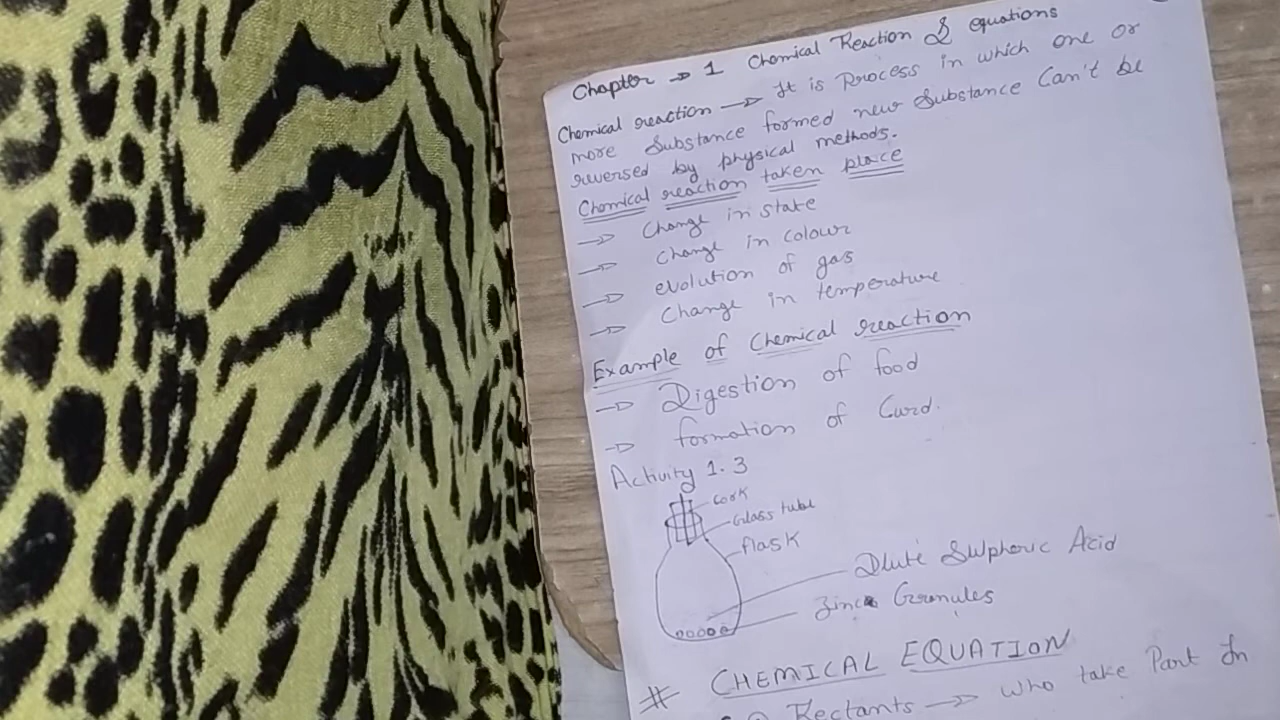 Chapter → 1 Chemical Reaction & equations
Chemical reaction → It is Process in which one or
more Substance formed new Substance Can't be
reversed by physical methods.
Chemical reaction taken place
→ Change in state
→ Change in colour
→ evolution of gas
→ Change in temperature
Example of Chemical reaction
→ Digestion of food
→ formation of Curd.
Activity 1.3
cork
Glass tube
flask
Dlute Sulphuric Acid
Zinc Granules
# CHEMICAL EQUATION
Rectants → who take Part In